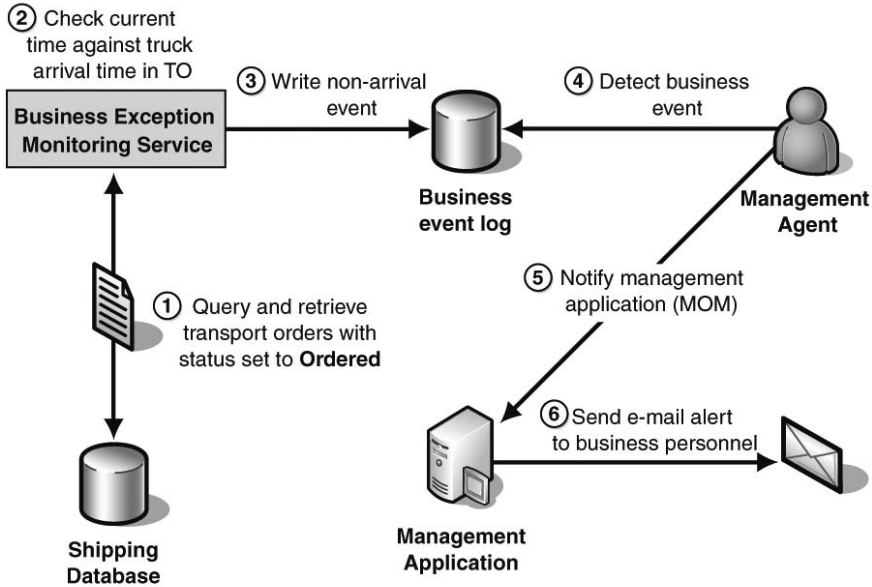 ② Check current
time against truck
arrival time in TO
Business Exception
Monitoring Service
③ Write non-arrival
event
Business
event log
④ Detect business
event
Management
Agent
① Query and retrieve
transport orders with
status set to Ordered
⑤ Notify management
application (MOM)
Shipping
Database
Management
Application
⑥ Send e-mail alert
to business personnel